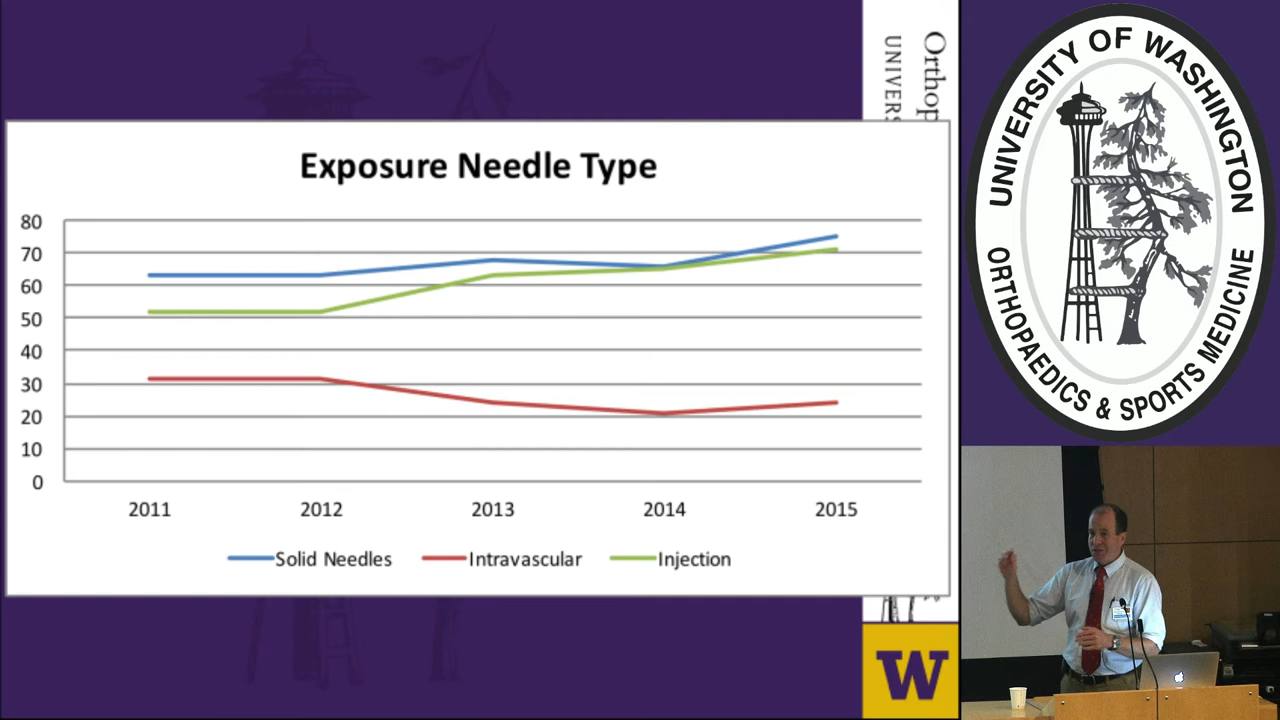 Orthop
UNIVERS
Exposure Needle Type
80
70
60
50
40
30
20
10
0
2011 2012 2013 2014 2015
Solid Needles Intravascular Injection
W
UNIVERSITY OF WASHINGTON
ORTHOPAEDICS & SPORTS MEDICINE